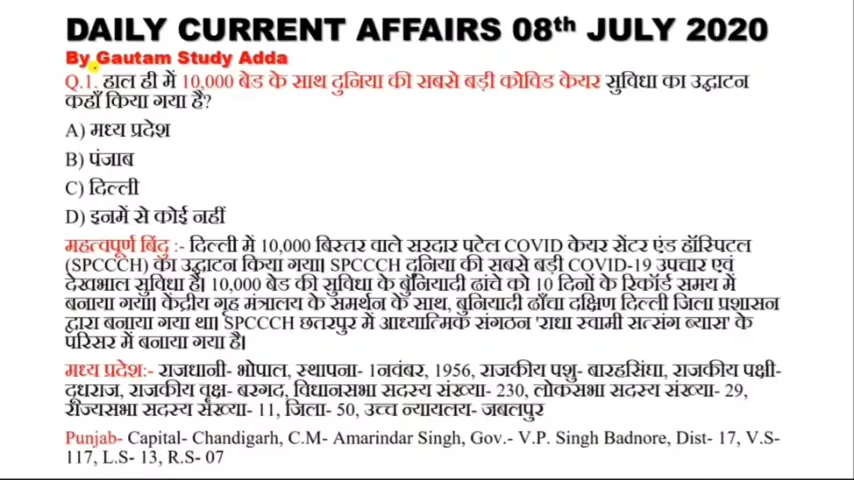 DAILY CURRENT AFFAIRS 08th JULY 2020
By Gautam Study Adda
Q.1. हाल ही में 10,000 बेड के साथ दुनिया की सबसे बड़ी कोविड केयर सुविधा का उद्घाटन
कहाँ किया गया है?
A) मध्य प्रदेश
B) पंजाब
C) दिल्ली
D) इनमें से कोई नहीं
महत्वपूर्ण बिंदु :- दिल्ली में 10,000 बिस्तर वाले सरदार पटेल COVID केयर सेंटर एंड हॉस्पिटल
(SPCCCH) का उद्घाटन किया गया। SPCCCH दुनिया की सबसे बड़ी COVID-19 उपचार एवं
देखभाल सुविधा है। 10,000 बेड की सुविधा के बुनियादी ढांचे को 10 दिनों के रिकॉर्ड समय में
बनाया गया। केंद्रीय गृह मंत्रालय के समर्थन के साथ, बुनियादी ढाँचा दक्षिण दिल्ली जिला प्रशासन
द्वारा बनाया गया था। SPCCCH छतरपुर में आध्यात्मिक संगठन 'राधा स्वामी सत्संग ब्यास' के
परिसर में बनाया गया है।
मध्य प्रदेश:- राजधानी- भोपाल, स्थापना- 1नवंबर, 1956, राजकीय पशु- बारहसिंघा, राजकीय पक्षी-
दूधराज, राजकीय वृक्ष- बरगद, विधानसभा सदस्य संख्या- 230, लोकसभा सदस्य संख्या- 29,
राज्यसभा सदस्य संख्या- 11, जिला- 50, उच्च न्यायलय- जबलपुर
Punjab- Capital- Chandigarh, C.M- Amarindar Singh, Gov.- V.P. Singh Badnore, Dist- 17, V.S-
117, L.S- 13, R.S- 07